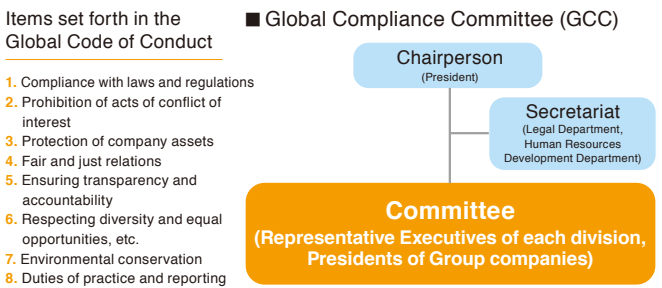 Items set forth in the
Global Code of Conduct
1. Compliance with laws and regulations
2. Prohibition of acts of conflict of
interest
3. Protection of company assets
4. Fair and just relations
5. Ensuring transparency and
accountability
6. Respecting diversity and equal
opportunities, etc.
7. Environmental conservation
8. Duties of practice and reporting
■ Global Compliance Committee (GCC)
Chairperson
(President)
Secretariat
(Legal Department,
Human Resources
Development Department)
Committee
(Representative Executives of each division,
Presidents of Group companies)